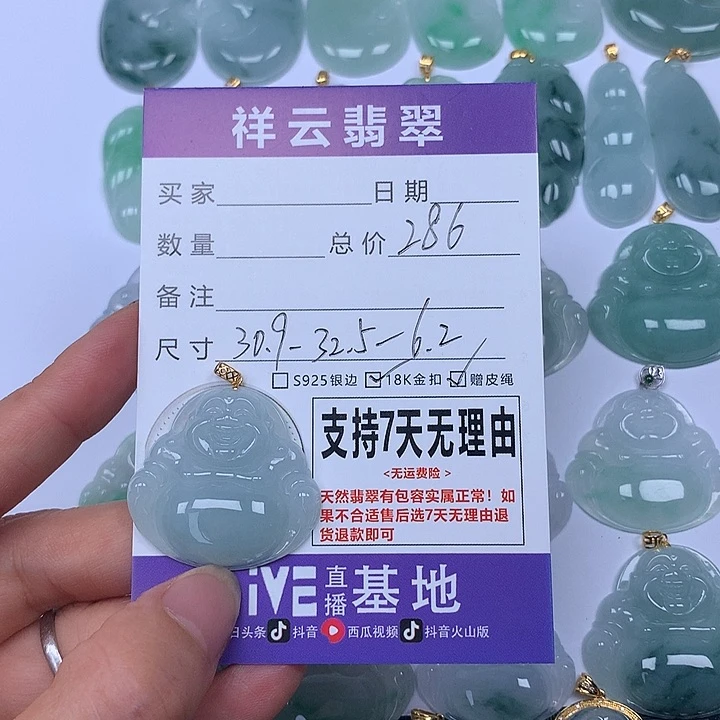 祥云翡翠
买家 日期
数量 总价 286
备注
尺寸 30.9-32.5-6.2
S925银边 18K金扣 赠皮绳
支持7天无理由
<无运费险 >
天然翡翠有包容实属正常！如
果不合适售后选7天无理由退
货退款即可
iVE直播基地
日头条 抖音 西瓜视频 抖音火山版